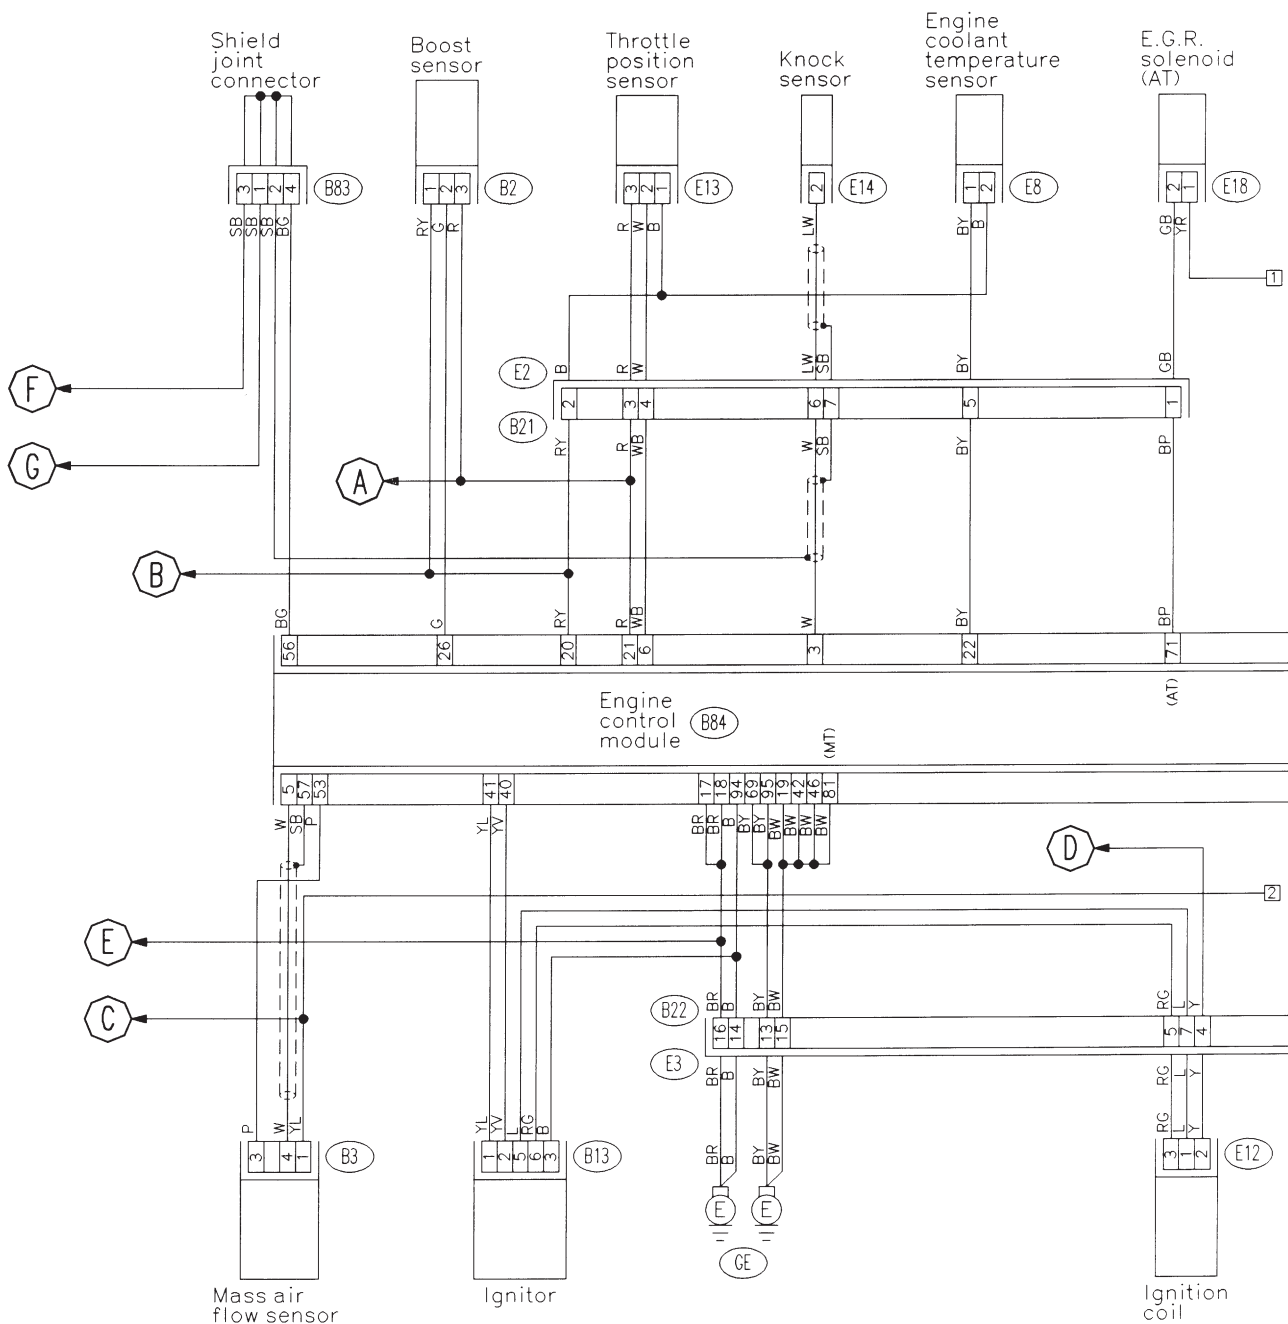 Shield
joint
connector
Boost
sensor
Throttle
position
sensor
Knock
sensor
Engine
coolant
temperature
sensor
E.G.R.
solenoid
(AT)
3 1 2 4
B83
1 2 3
B2
3 2 1
E13
2
E14
1 2
E8
2 1
E18
SB SB SB BG
RY G R
R W B
LW
BY B
GB YR
1
F
E2
B R W LW SB BY GB
2 3 4 6 7 5 1
B21
RY R WB W SB BY BP
G
A
B
BG G RY R WB W BY BP
56 26 20 21 6 3 22 71
(AT)
Engine
control
module
B84
(MT)
5 57 53 41 40 17 18 94 69 95 19 42 46 81
W SB P YL YV BR BR B BY BY BW BW BW BW
D
2
E
C
B22
BR B BY BW RG L Y
16 14 13 15 5 7 4
E3
BR B BY BW RG L Y
P W YL YL YV L RG B BR B BY BW RG L Y
3 4 1
B3
1 2 5 6 3
B13
3 1 2
E12
E E
GE
Mass air
flow sensor
Ignitor
Ignition
coil